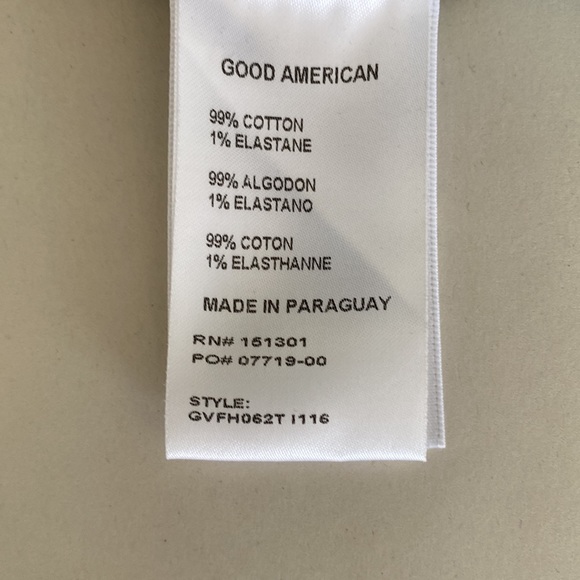 GOOD AMERICAN
99% COTTON
1% ELASTANE
99% ALGODON
1% ELASTANO
99% COTON
1% ELASTHANNE
MADE IN PARAGUAY
RN# 151301
PO# 07719-00
STYLE:
GVFH062T I116